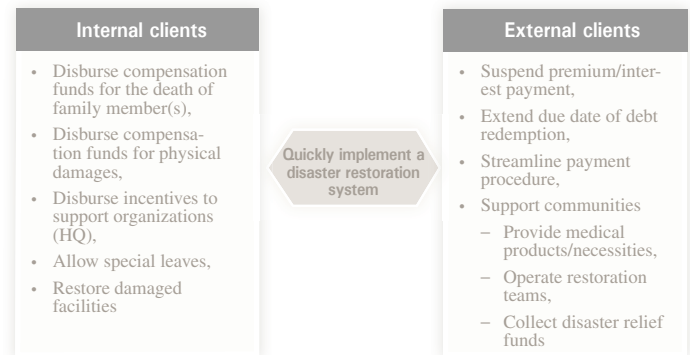 Internal clients
• Disburse compensation
funds for the death of
family member(s),
• Disburse compensa-
tion funds for physical
damages,
• Disburse incentives to
support organizations
(HQ),
• Allow special leaves,
• Restore damaged
facilities
Quickly implement a
disaster restoration
system
External clients
• Suspend premium/inter-
est payment,
• Extend due date of debt
redemption,
• Streamline payment
procedure,
• Support communities
– Provide medical
products/necessities,
– Operate restoration
teams,
– Collect disaster relief
funds